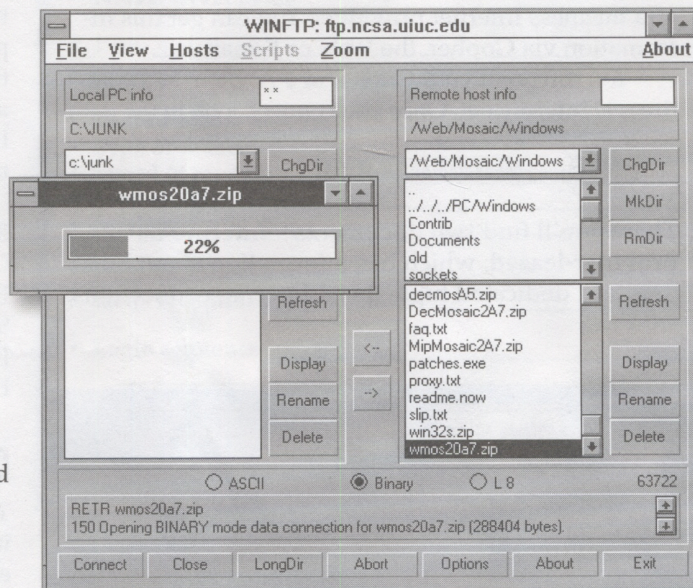 WINFTP: ftp.ncsa.uiuc.edu
File View Hosts Scripts Zoom About
Local PC info *.*
C:\JUNK
c:\junk
ChgDir
wmos20a7.zip
22%
Refresh
Display
Rename
Delete
<--
-->
Remote host info
/Web/Mosaic/Windows
/Web/Mosaic/Windows
ChgDir
MkDir
RmDir
..
../../../PC/Windows
Contrib
Documents
old
sockets
decmosA5.zip
DecMosaic2A7.zip
faq.txt
MipMosaic2A7.zip
patches.exe
proxy.txt
readme.now
slip.txt
win32s.zip
wmos20a7.zip
Refresh
Display
Rename
Delete
ASCII Binary L 8 63722
RETR wmos20a7.zip
150 Opening BINARY mode data connection for wmos20a7.zip (288404 bytes).
Connect Close LongDir Abort Options About Exit